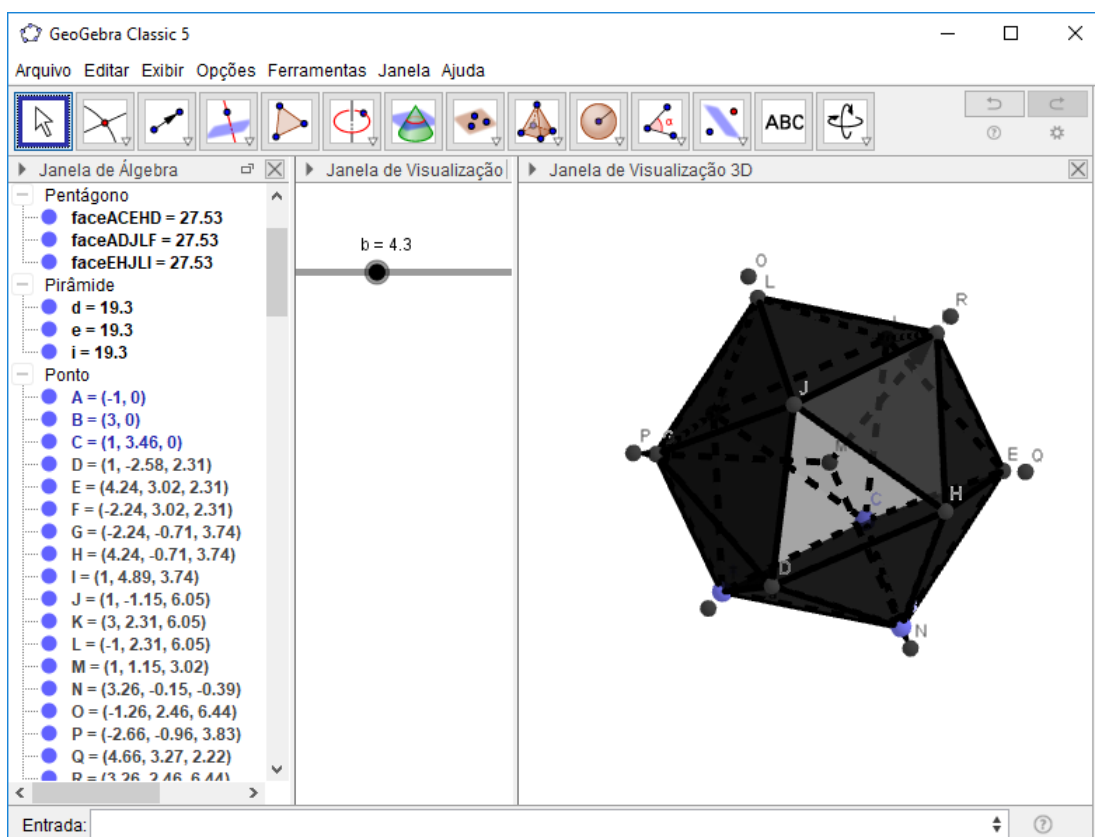 GeoGebra Classic 5
Arquivo Editar Exibir Opções Ferramentas Janela Ajuda
ABC
Janela de Álgebra
Janela de Visualização
Janela de Visualização 3D
Pentágono
faceACEHD = 27.53
faceADJLF = 27.53
faceEHJLI = 27.53
Pirâmide
d = 19.3
e = 19.3
i = 19.3
Ponto
A = (-1, 0)
B = (3, 0)
C = (1, 3.46, 0)
D = (1, -2.58, 2.31)
E = (4.24, 3.02, 2.31)
F = (-2.24, 3.02, 2.31)
G = (-2.24, -0.71, 3.74)
H = (4.24, -0.71, 3.74)
I = (1, 4.89, 3.74)
J = (1, -1.15, 6.05)
K = (3, 2.31, 6.05)
L = (-1, 2.31, 6.05)
M = (1, 1.15, 3.02)
N = (3.26, -0.15, -0.39)
O = (-1.26, 2.46, 6.44)
P = (-2.66, -0.96, 3.83)
Q = (4.66, 3.27, 2.22)
R = (3.26, 2.46, 6.44)
b = 4.3
O
L
R
J
P
M
E Q
C
H
D
N
Entrada: